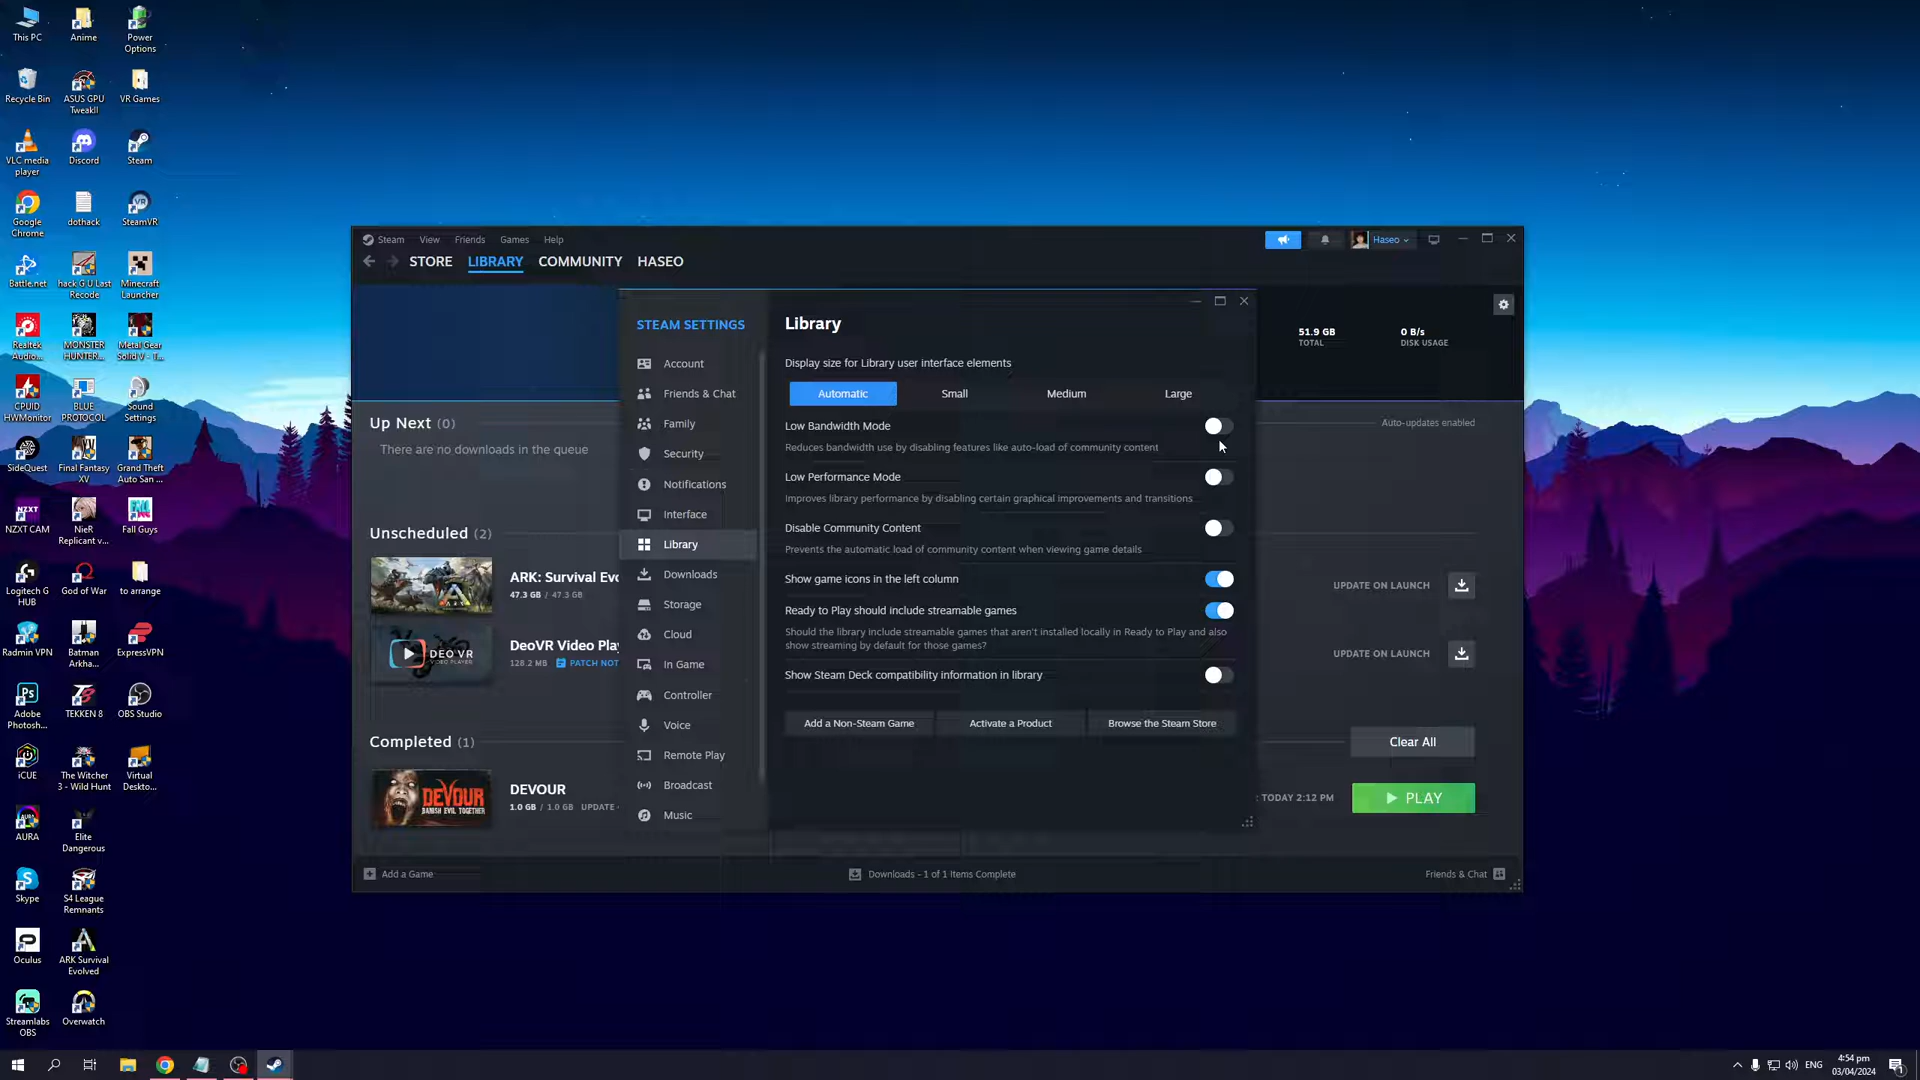 This PC
Anime
Power
Options
Recycle Bin
ASUS GPU
TweakII
VR Games
VLC media
player
Discord
Steam
Google
Chrome
dothack
SteamVR
Battle.net
hack G U Last
Recode
Minecraft
Launcher
Realtek
Audio...
MONSTER
HUNTER...
Metal Gear
Solid V - T...
CPUID
HWMonitor
BLUE
PROTOCOL
Sound
Settings
SideQuest
Final Fantasy
XV
Grand Theft
Auto San ...
NZXT CAM
NieR
Replicant v...
Fall Guys
Logitech G
HUB
God of War
to arrange
Radmin VPN
Batman
Arkha...
ExpressVPN
Adobe
Photosh...
TEKKEN 8
OBS Studio
iCUE
The Witcher
3 - Wild Hunt
Virtual
Deskto...
AURA
Elite
Dangerous
Skype
S4 League
Remnants
Oculus
ARK Survival
Evolved
Streamlabs
OBS
Overwatch
Steam View Friends Games Help
Haseo
STORE LIBRARY COMMUNITY HASEO
51.9 GB
TOTAL
0 B/s
DISK USAGE
Up Next (0)
Auto-updates enabled
There are no downloads in the queue
Unscheduled (2)
ARK: Survival Evo
47.3 GB / 47.3 GB
UPDATE ON LAUNCH
DEO VR VIDEO PLAYER
DeoVR Video Play
128.2 MB PATCH NOT
UPDATE ON LAUNCH
Completed (1)
Clear All
DEVOUR
BANISH EVIL TOGETHER
DEVOUR
1.0 GB / 1.0 GB UPDATE
: TODAY 2:12 PM
PLAY
Add a Game
Downloads - 1 of 1 Items Complete
Friends & Chat
STEAM SETTINGS
Account
Friends & Chat
Family
Security
Notifications
Interface
Library
Downloads
Storage
Cloud
In Game
Controller
Voice
Remote Play
Broadcast
Music
Library
Display size for Library user interface elements
Automatic Small Medium Large
Low Bandwidth Mode
Reduces bandwidth use by disabling features like auto-load of community content
Low Performance Mode
Improves library performance by disabling certain graphical improvements and transitions
Disable Community Content
Prevents the automatic load of community content when viewing game details
Show game icons in the left column
Ready to Play should include streamable games
Should the library include streamable games that aren't installed locally in Ready to Play and also
show streaming by default for those games?
Show Steam Deck compatibility information in library
Add a Non-Steam Game Activate a Product Browse the Steam Store
ENG
4:54 pm
03/04/2024